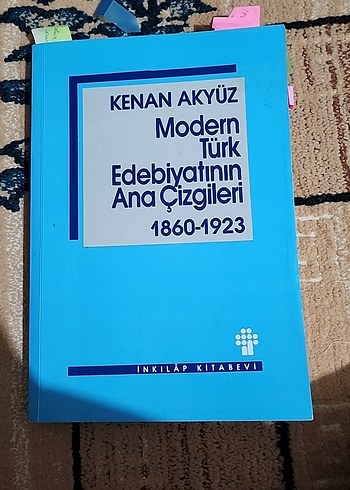 KENAN AKYÜZ
Modern
Türk
Edebiyatının
Ana Çizgileri
1860-1923
İNKILÂP KİTABEVİ